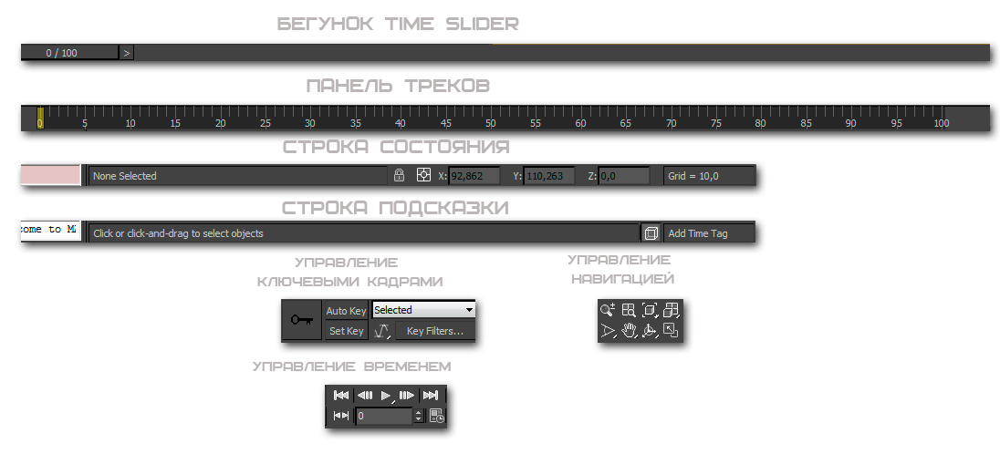 БЕГУНОК TIME SLIDER
0 / 100 >
ПАНЕЛЬ ТРЕКОВ
0 5 10 15 20 25 30 35 40 45 50 55 60 65 70 75 80 85 90 95 100
СТРОКА СОСТОЯНИЯ
None Selected X: 92,862 Y: 110,263 Z: 0,0 Grid = 10,0
СТРОКА ПОДСКАЗКИ
come to Mi Click or click-and-drag to select objects Add Time Tag
УПРАВЛЕНИЕ
КЛЮЧЕВЫМИ КАДРАМИ
УПРАВЛЕНИЕ
НАВИГАЦИЕЙ
Auto Key Selected
Set Key Key Filters...
УПРАВЛЕНИЕ ВРЕМЕНЕМ
0